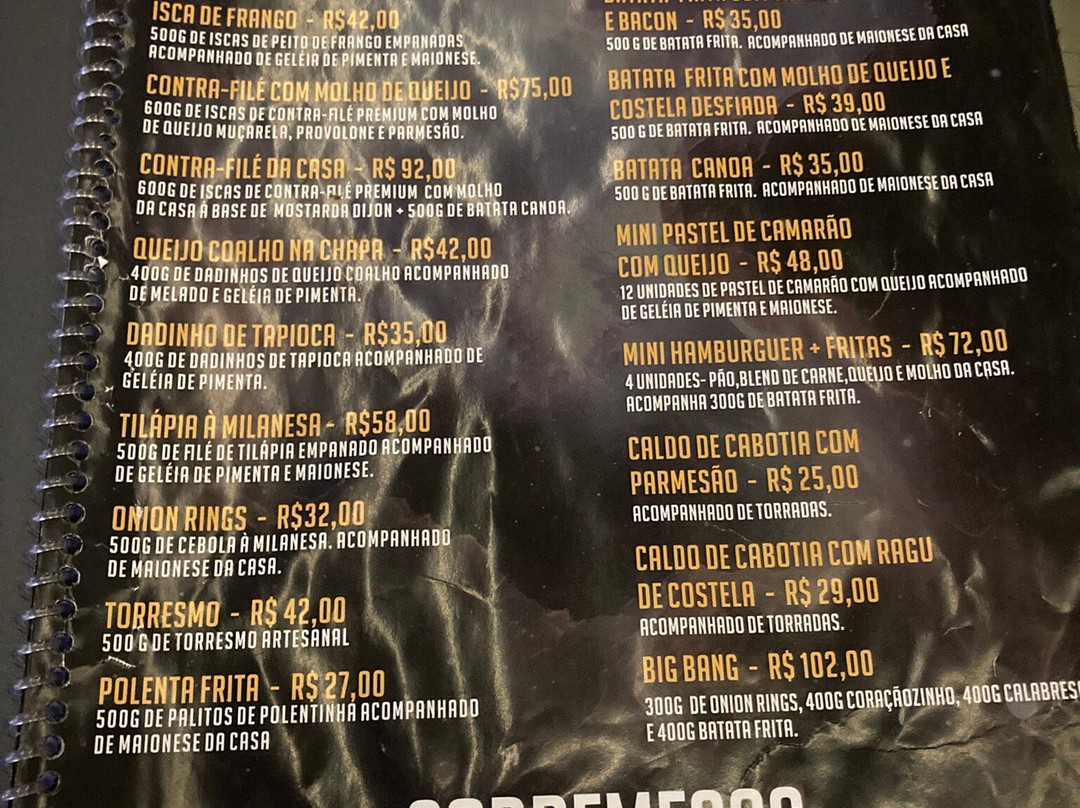 ISCA DE FRANGO - R$42,00
500G DE ISCAS DE PEITO DE FRANGO EMPANADAS
ACOMPANHADO DE GELÉIA DE PIMENTA E MAIONESE.
CONTRA-FILÉ COM MOLHO DE QUEIJO - R$75,00
600G DE ISCAS DE CONTRA-FILÉ PREMIUM COM MOLHO
DE QUEIJO MUÇARELA, PROVOLONE E PARMESÃO.
CONTRA-FILÉ DA CASA - R$ 92,00
600G DE ISCAS DE CONTRA-FILÉ PREMIUM COM MOLHO
DA CASA À BASE DE MOSTARDA DIJON + 500G DE BATATA CANOA.
QUEIJO COALHO NA CHAPA - R$42,00
400G DE DADINHOS DE QUEIJO COALHO ACOMPANHADO
DE MELADO E GELÉIA DE PIMENTA.
DADINHO DE TAPIOCA - R$35,00
400G DE DADINHOS DE TAPIOCA ACOMPANHADO DE
GELÉIA DE PIMENTA.
TILÁPIA À MILANESA - R$58,00
500G DE FILÉ DE TILÁPIA EMPANADO ACOMPANHADO
DE GELÉIA DE PIMENTA E MAIONESE.
ONION RINGS - R$32,00
500G DE CEBOLA À MILANESA. ACOMPANHADO
DE MAIONESE DA CASA.
TORRESMO - R$ 42,00
500 G DE TORRESMO ARTESANAL
POLENTA FRITA - R$ 27,00
500G DE PALITOS DE POLENTINHA ACOMPANHADO
DE MAIONESE DA CASA
E BACON - R$ 35,00
500 G DE BATATA FRITA. ACOMPANHADO DE MAIONESE DA CASA
BATATA FRITA COM MOLHO DE QUEIJO E
COSTELA DESFIADA - R$ 39,00
500 G DE BATATA FRITA. ACOMPANHADO DE MAIONESE DA CASA
BATATA CANOA - R$ 35,00
500 G DE BATATA FRITA. ACOMPANHADO DE MAIONESE DA CASA
MINI PASTEL DE CAMARÃO
COM QUEIJO - R$ 48,00
12 UNIDADES DE PASTEL DE CAMARÃO COM QUEIJO ACOMPANHADO
DE GELÉIA DE PIMENTA E MAIONESE.
MINI HAMBURGUER + FRITAS - R$ 72,00
4 UNIDADES- PÃO,BLEND DE CARNE,QUEIJO E MOLHO DA CASA.
ACOMPANHA 300G DE BATATA FRITA.
CALDO DE CABOTIA COM
PARMESÃO - R$ 25,00
ACOMPANHADO DE TORRADAS.
CALDO DE CABOTIA COM RAGU
DE COSTELA - R$ 29,00
ACOMPANHADO DE TORRADAS.
BIG BANG - R$ 102,00
300G DE ONION RINGS, 400G CORAÇÃOZINHO, 400G CALABRES
E 400G BATATA FRITA.